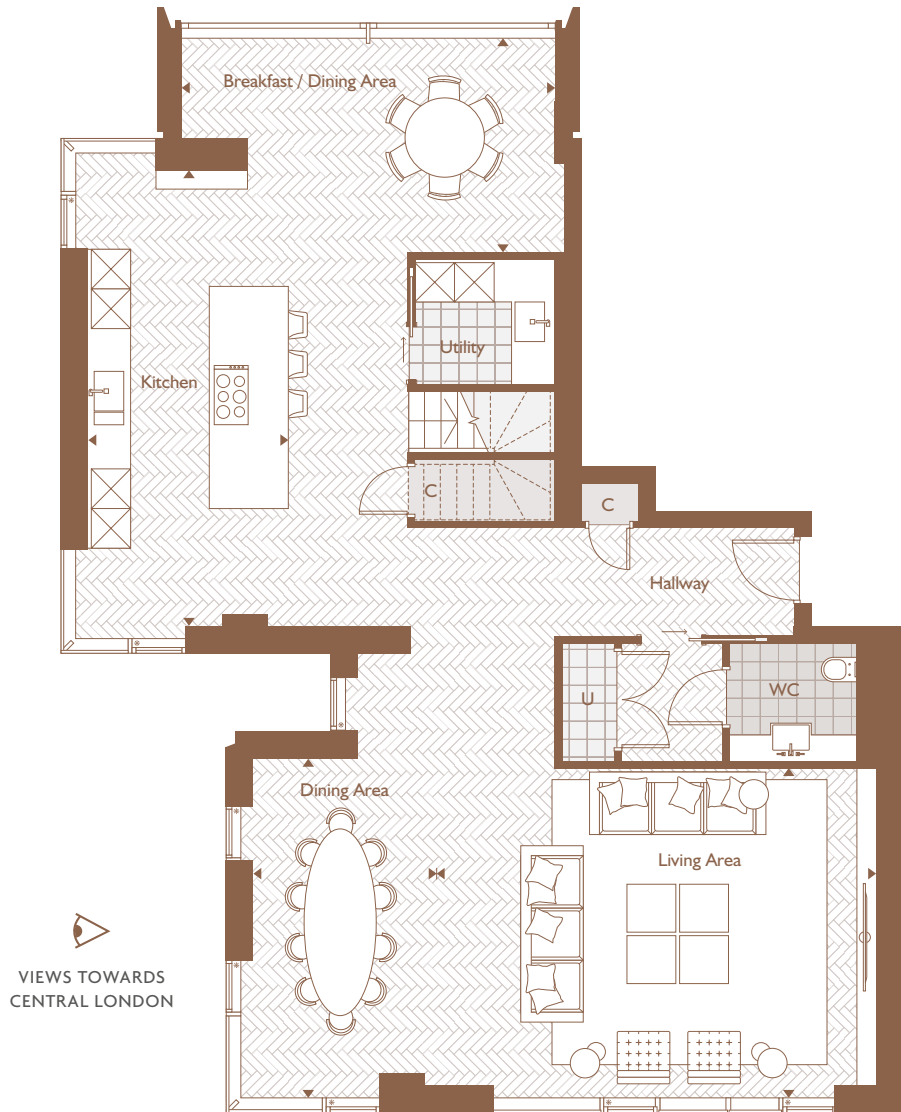 Breakfast / Dining Area
Utility
Kitchen
C
C
Hallway
U
WC
Dining Area
Living Area
VIEWS TOWARDS
CENTRAL LONDON